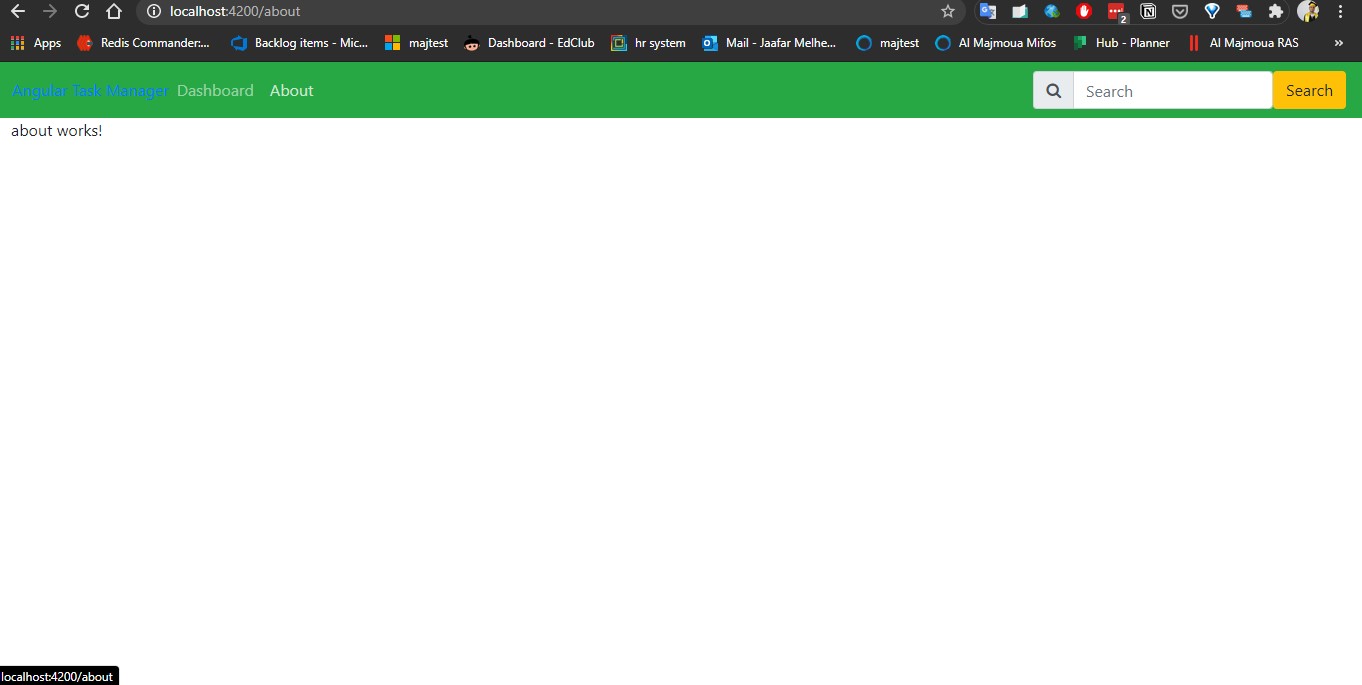 localhost:4200/about
2
Apps Redis Commander:... Backlog items - Mic... majtest Dashboard - EdClub hr system Mail - Jaafar Melhe... majtest Al Majmoua Mifos Hub - Planner Al Majmoua RAS »
Angular Task Manager Dashboard About Search Search
about works!
localhost:4200/about